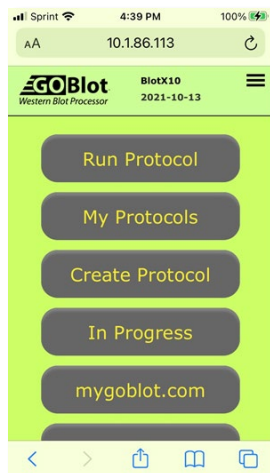 Sprint 4:39 PM 100%
AA 10.1.86.113
GOBlot BlotX10
Western Blot Processor 2021-10-13
Run Protocol
My Protocols
Create Protocol
In Progress
mygoblot.com